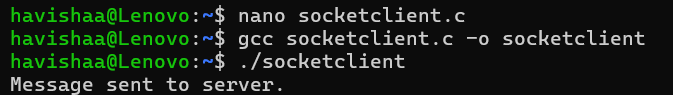 havishaa@Lenovo:~$ nano socketclient.c
havishaa@Lenovo:~$ gcc socketclient.c -o socketclient
havishaa@Lenovo:~$ ./socketclient
Message sent to server.